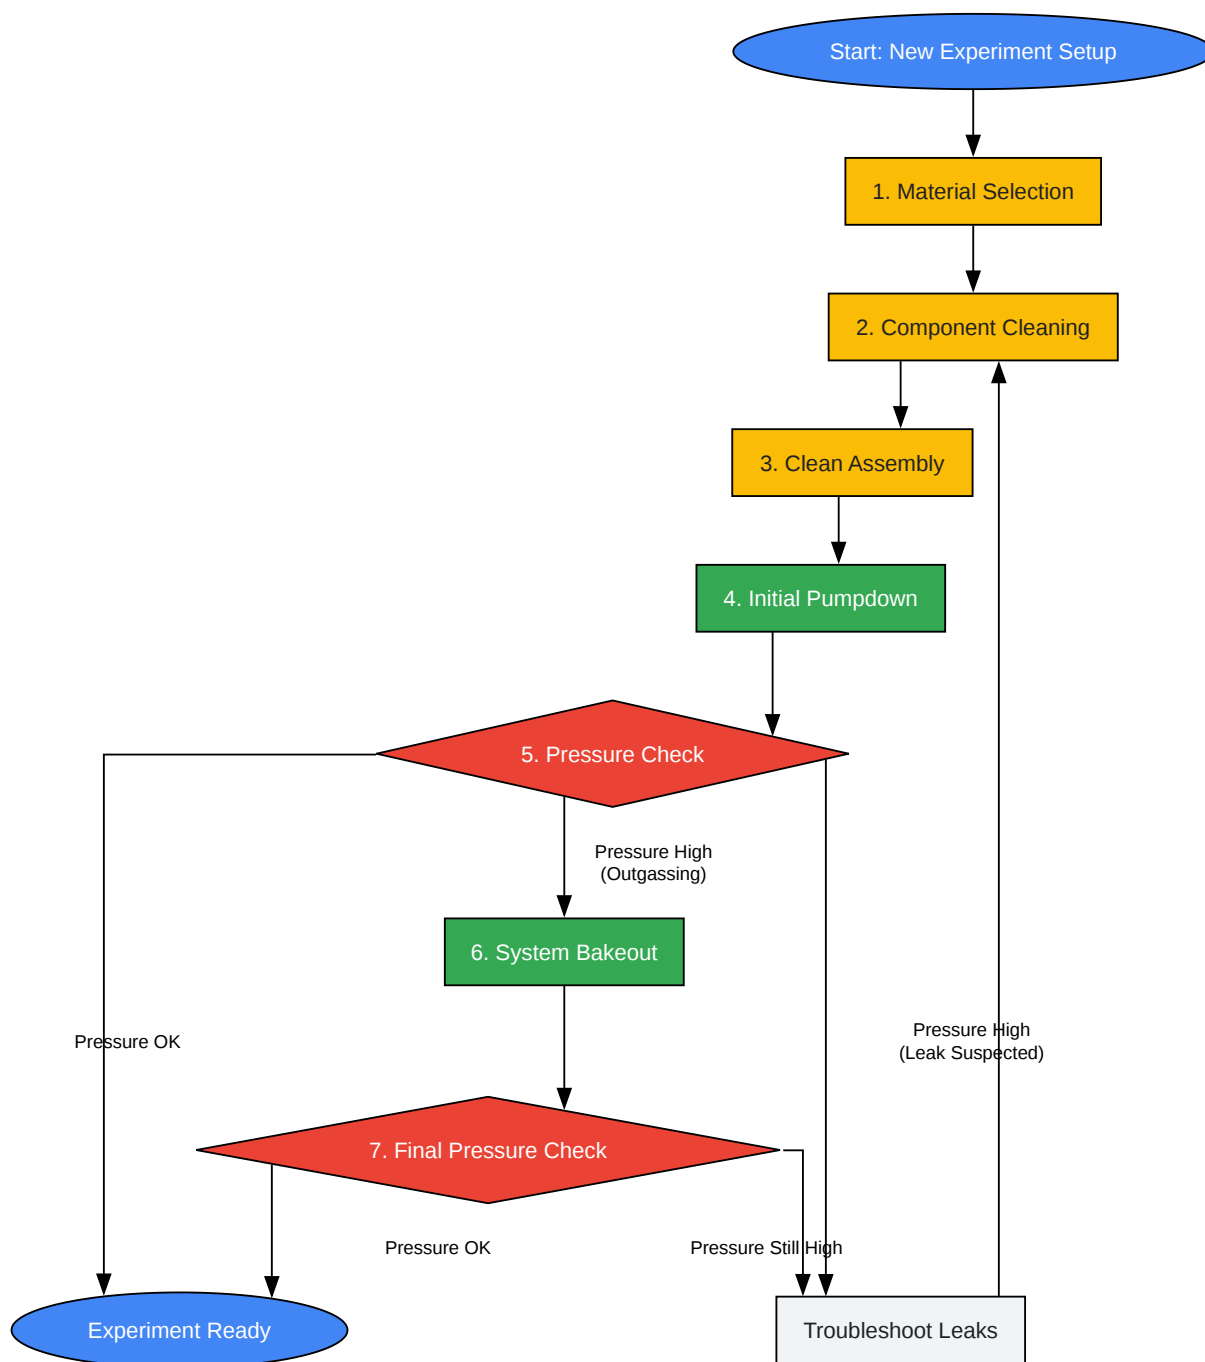 Start: New Experiment Setup
1. Material Selection
2. Component Cleaning
3. Clean Assembly
4. Initial Pumpdown
5. Pressure Check
Pressure High
(Outgassing)
6. System Bakeout
Pressure OK
Pressure High
(Leak Suspected)
7. Final Pressure Check
Pressure OK
Pressure Still High
Experiment Ready
Troubleshoot Leaks